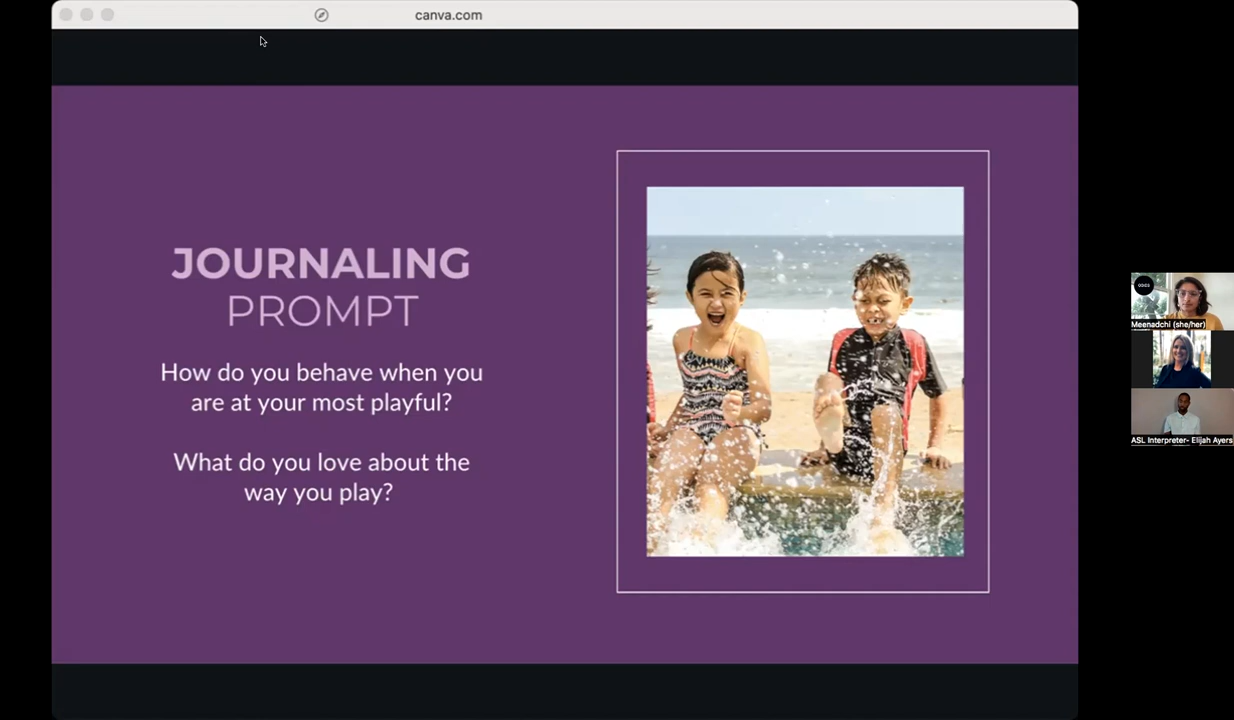 canva.com
JOURNALING
PROMPT
How do you behave when you
are at your most playful?
What do you love about the
way you play?
Meenadchi (she/her)
ASL Interpreter- Elijah Ayers